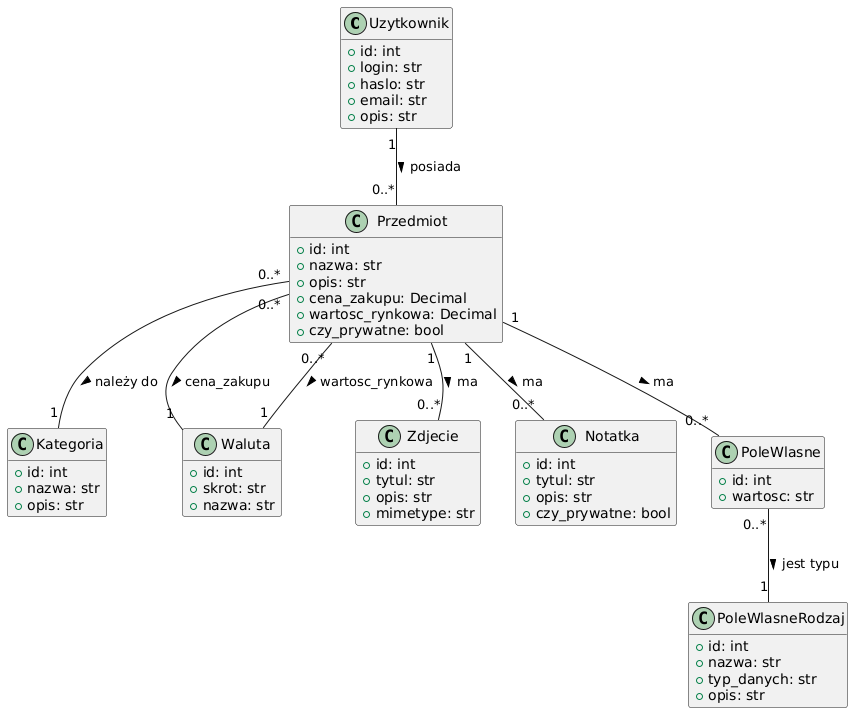 C Uzytkownik
id: int
login: str
haslo: str
email: str
opis: str
1
posiada
0..*
C Przedmiot
id: int
nazwa: str
opis: str
cena_zakupu: Decimal
wartosc_rynkowa: Decimal
czy_prywatne: bool
0..*
0..*
0..*
1
1
1
należy do
cena_zakupu
wartosc_rynkowa
ma
ma
ma
1
1
1
0..*
0..*
0..*
C Kategoria
id: int
nazwa: str
opis: str
C Waluta
id: int
skrot: str
nazwa: str
C Zdjecie
id: int
tytul: str
opis: str
mimetype: str
C Notatka
id: int
tytul: str
opis: str
czy_prywatne: bool
C PoleWlasne
id: int
wartosc: str
0..*
jest typu
1
C PoleWlasneRodzaj
id: int
nazwa: str
typ_danych: str
opis: str